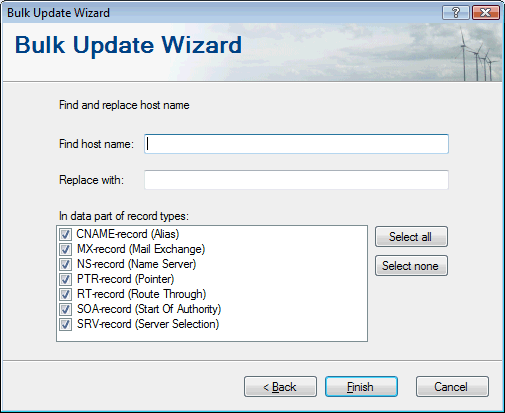 Bulk Update Wizard
?
Bulk Update Wizard
Find and replace host name
Find host name:
Replace with:
In data part of record types:
CNAME-record (Alias)
MX-record (Mail Exchange)
NS-record (Name Server)
PTR-record (Pointer)
RT-record (Route Through)
SOA-record (Start Of Authority)
SRV-record (Server Selection)
Select all
Select none
< Back
Finish
Cancel